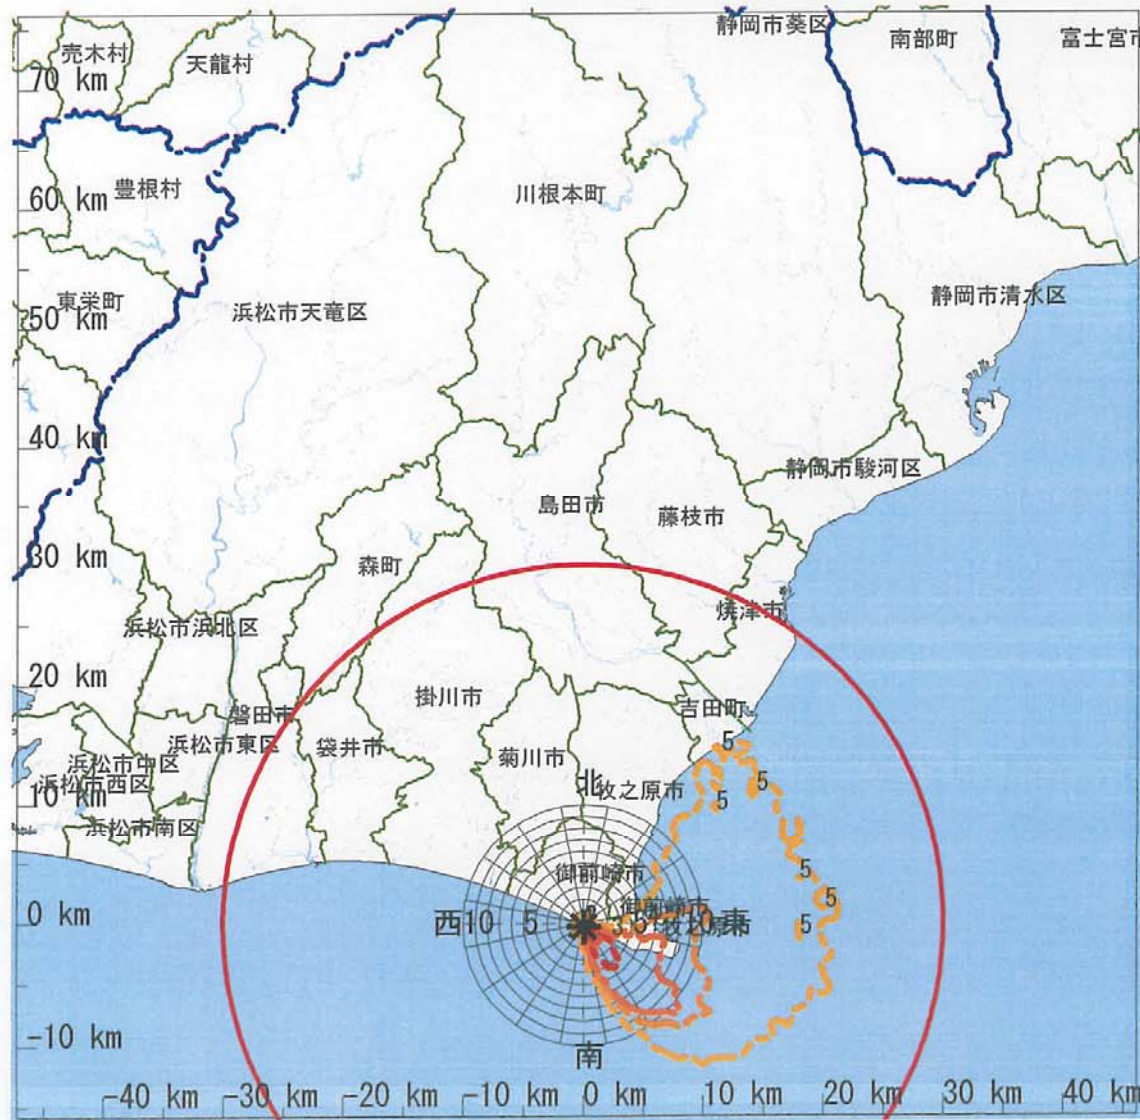 静岡市葵区
南部町
富士宮市
売木村
天龍村
70 km
豊根村
60 km
川根本町
東栄町
50 km
浜松市天竜区
静岡市清水区
40 km
静岡市駿河区
島田市
藤枝市
30 km
森町
焼津市
浜松市浜北区
20 km
掛川市
吉田町
磐田市
浜松市東区
袋井市
菊川市
5
浜松市中区
浜松市西区
北
牧之原市
5
5
10 km
浜松市南区
御前崎市
5
御前崎市
5
0 km
西10
5
5
10
東
5
-10 km
南
-40 km
-30 km
-20 km
-10 km
0 km
10 km
20 km
30 km
40 km